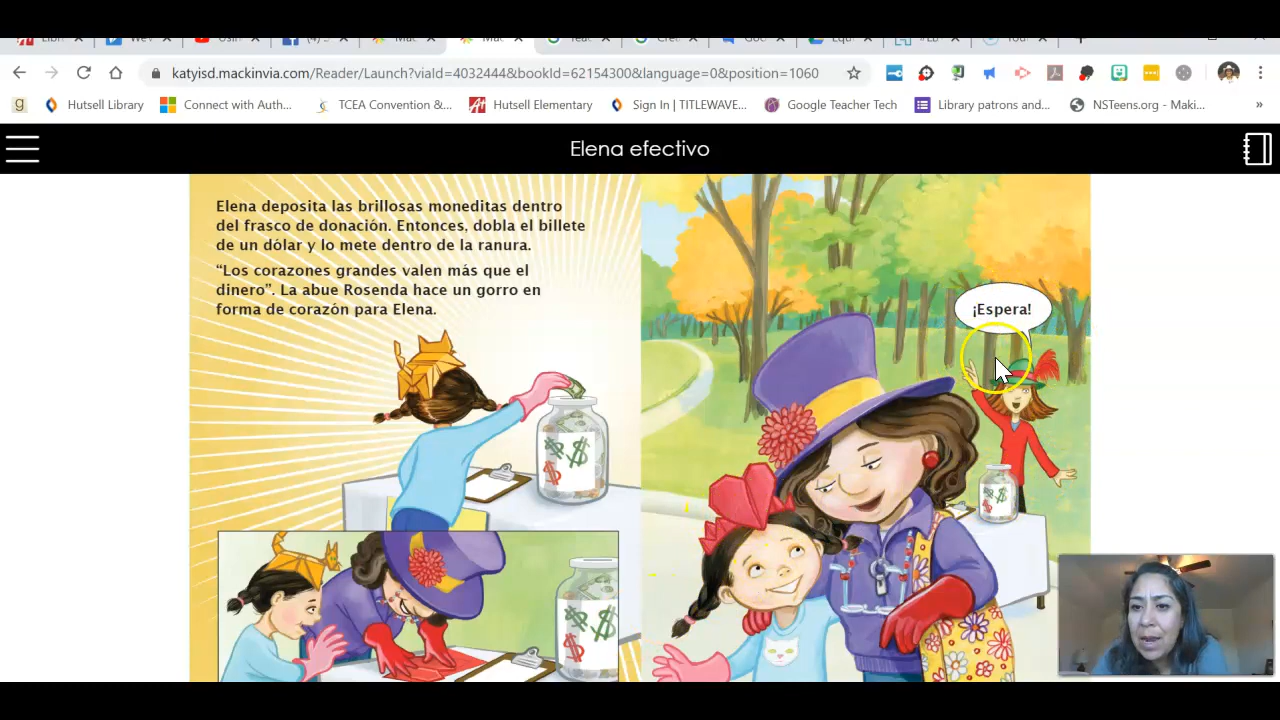 katyisd.mackinvia.com/Reader/Launch?viaId=4032444&bookId=62154300&language=0&position=1060
Hutsell Library
Connect with Auth...
TCEA Convention &...
Hutsell Elementary
Sign In | TITLEWAVE...
Google Teacher Tech
Library patrons and...
NSTeens.org - Maki...
»
Elena efectivo
Elena deposita las brillosas moneditas dentro
del frasco de donación. Entonces, dobla el billete
de un dólar y lo mete dentro de la ranura.
“Los corazones grandes valen más que el
dinero”. La abue Rosenda hace un gorro en
forma de corazón para Elena.
¡Espera!